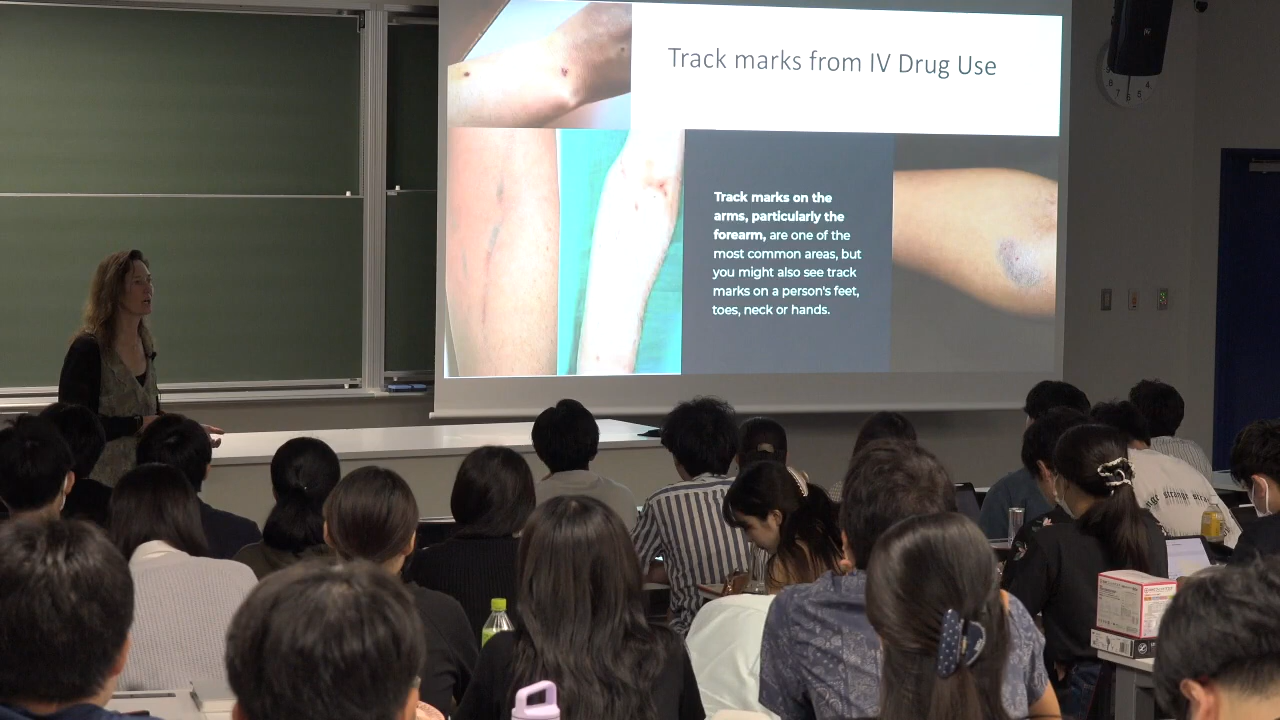 Track marks from IV Drug Use
Track marks on the
arms, particularly the
forearm, are one of the
most common areas, but
you might also see track
marks on a person's feet,
toes, neck or hands.
strange